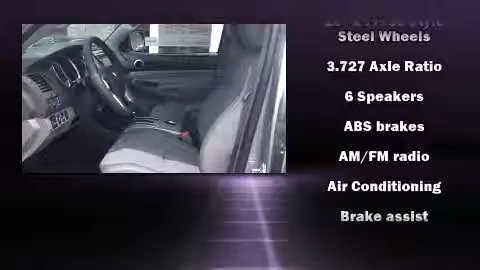 Steel Wheels
3.727 Axle Ratio
6 Speakers
ABS brakes
AM/FM radio
Air Conditioning
Brake assist